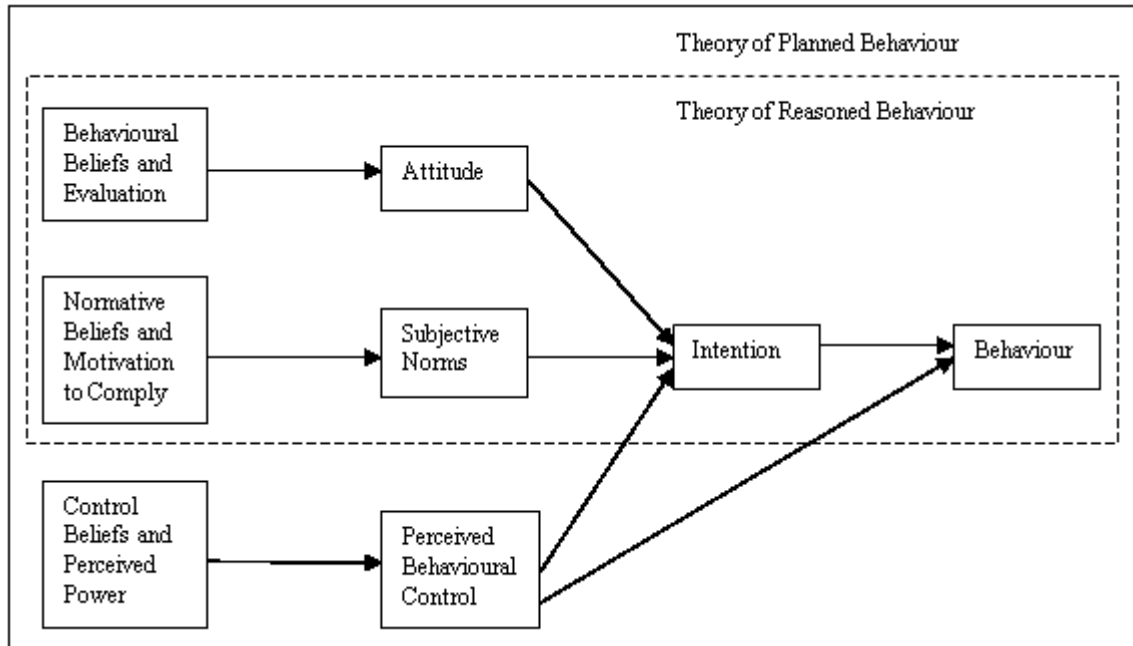 Theory of Planned Behaviour
Theory of Reasoned Behaviour
Behavioural
Beliefs and
Evaluation
Attitude
Normative
Beliefs and
Motivation
to Comply
Subjective
Norms
Intention
Behaviour
Control
Beliefs and
Perceived
Power
Perceived
Behavioural
Control